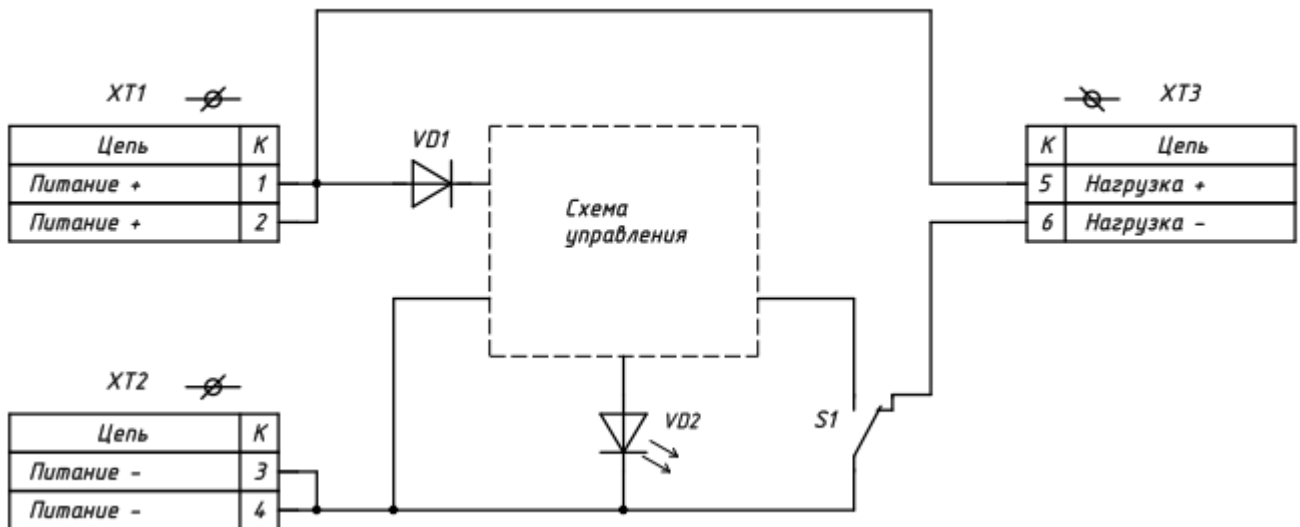 XT1
XT3
Цепь К
VD1
К Цепь
Питание + 1
5 Нагрузка +
Питание + 2
6 Нагрузка -
Схема
управления
XT2
VD2
S1
Цепь К
Питание - 3
Питание - 4